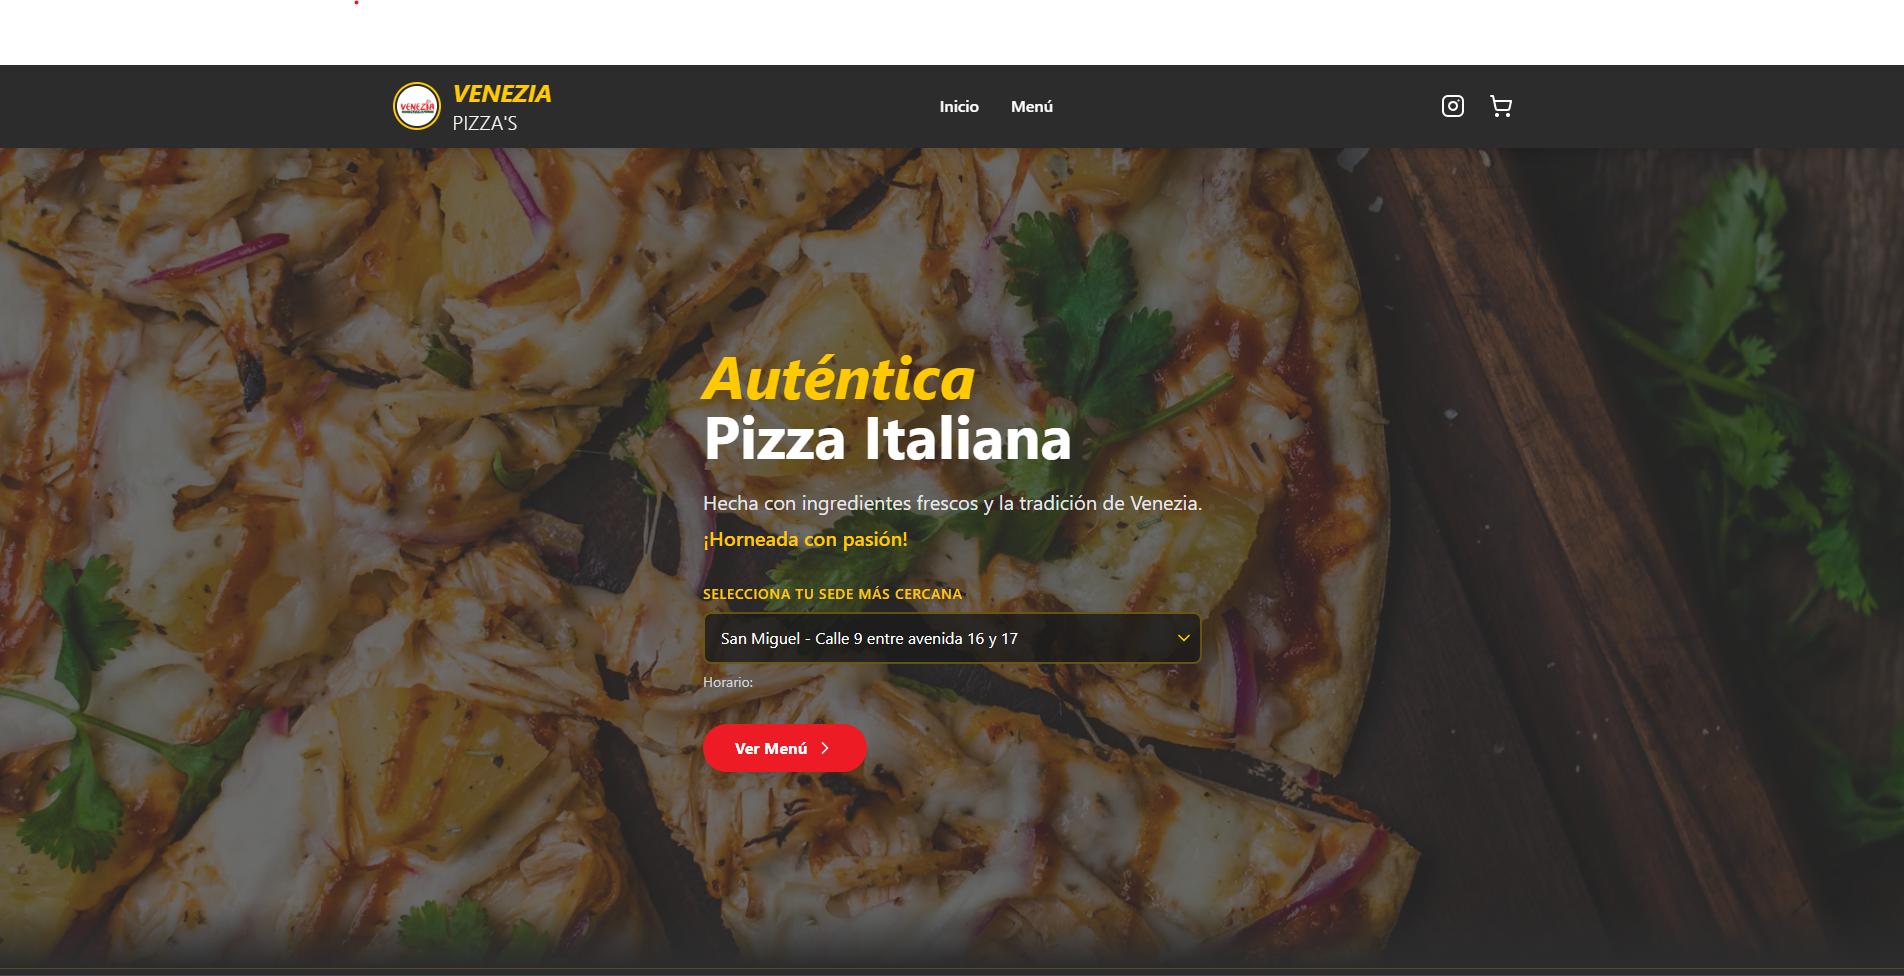 VENEZIA
VENEZIA
PIZZA'S
Inicio
Menú
Auténtica
Pizza Italiana
Hecha con ingredientes frescos y la tradición de Venezia.
¡Horneada con pasión!
SELECCIONA TU SEDE MÁS CERCANA
San Miguel - Calle 9 entre avenida 16 y 17
Horario:
Ver Menú